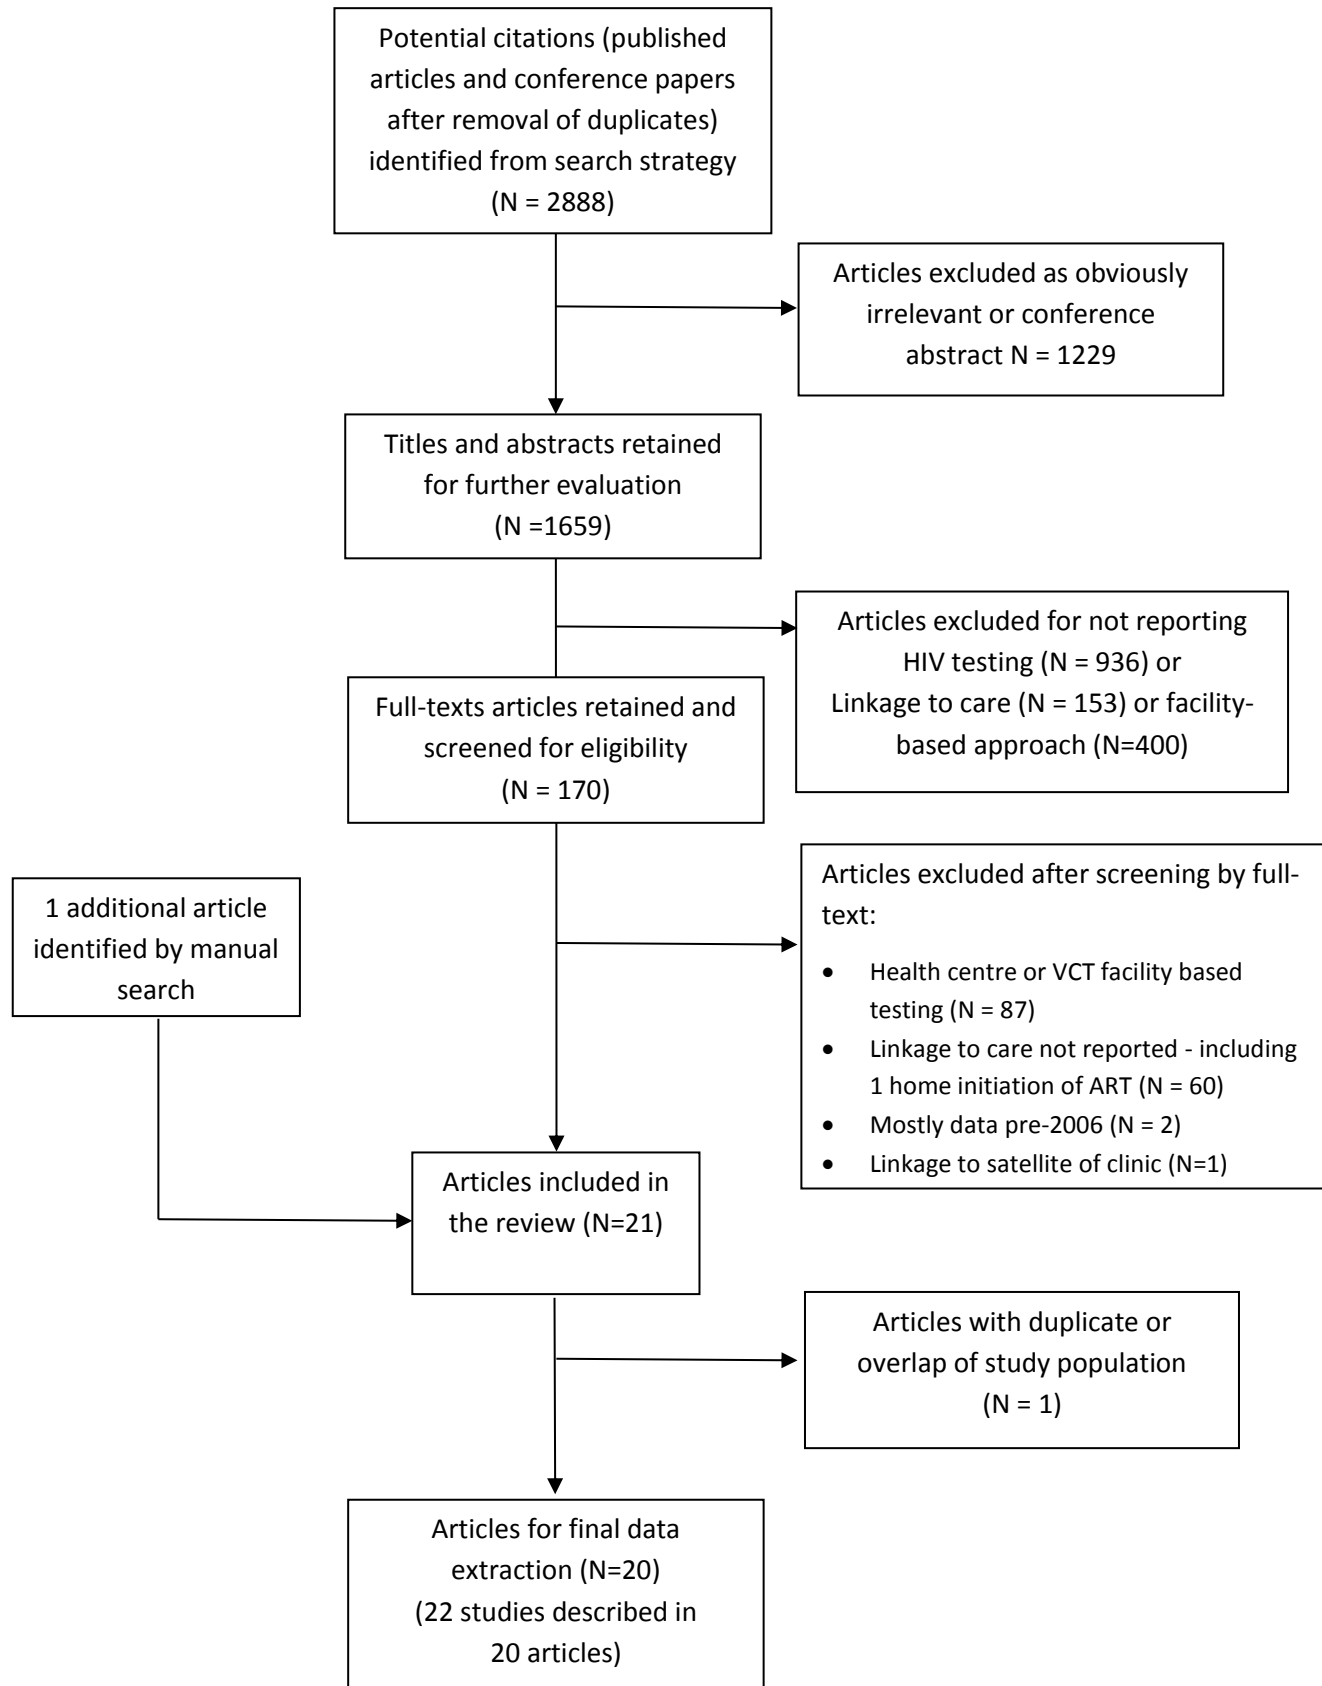 Potential citations (published
articles and conference papers
after removal of duplicates)
identified from search strategy
(N = 2888)
Articles excluded as obviously
irrelevant or conference
abstract N = 1229
Titles and abstracts retained
for further evaluation
(N =1659)
Articles excluded for not reporting
HIV testing (N = 936) or
Linkage to care (N = 153) or facility-
based approach (N=400)
Full-texts articles retained and
screened for eligibility
(N = 170)
Articles excluded after screening by full-
text:
• Health centre or VCT facility based
testing (N = 87)
• Linkage to care not reported - including
1 home initiation of ART (N = 60)
• Mostly data pre-2006 (N = 2)
• Linkage to satellite of clinic (N=1)
1 additional article
identified by manual
search
Articles included in
the review (N=21)
Articles with duplicate or
overlap of study population
(N = 1)
Articles for final data
extraction (N=20)
(22 studies described in
20 articles)